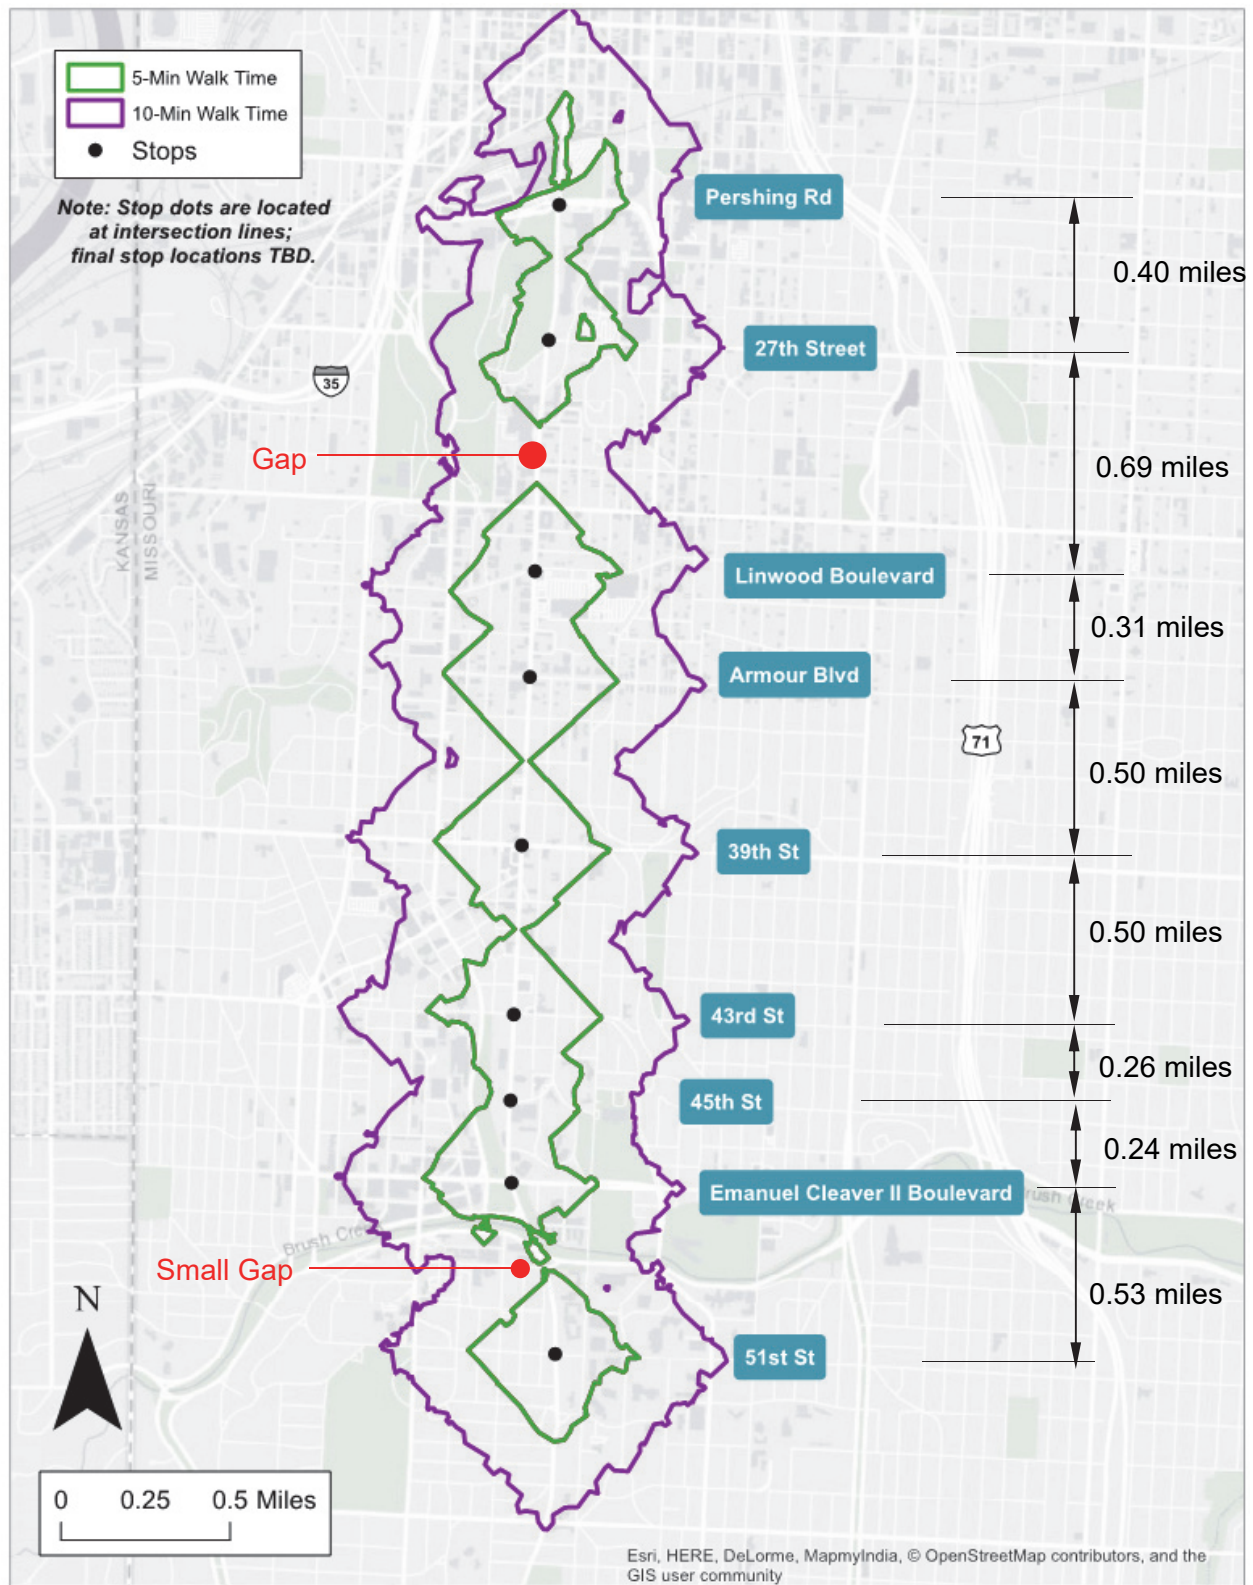 5-Min Walk Time
10-Min Walk Time
Stops
Note: Stop dots are located
at intersection lines;
final stop locations TBD.
Pershing Rd
0.40 miles
27th Street
35
Gap
0.69 miles
KANSAS
MISSOURI
Linwood Boulevard
0.31 miles
Armour Blvd
71
0.50 miles
39th St
0.50 miles
43rd St
0.26 miles
45th St
0.24 miles
Emanuel Cleaver II Boulevard
Brush Creek
Brush Creek
Small Gap
0.53 miles
N
51st St
0 0.25 0.5 Miles
Esri, HERE, DeLorme, MapmyIndia, © OpenStreetMap contributors, and the
GIS user community